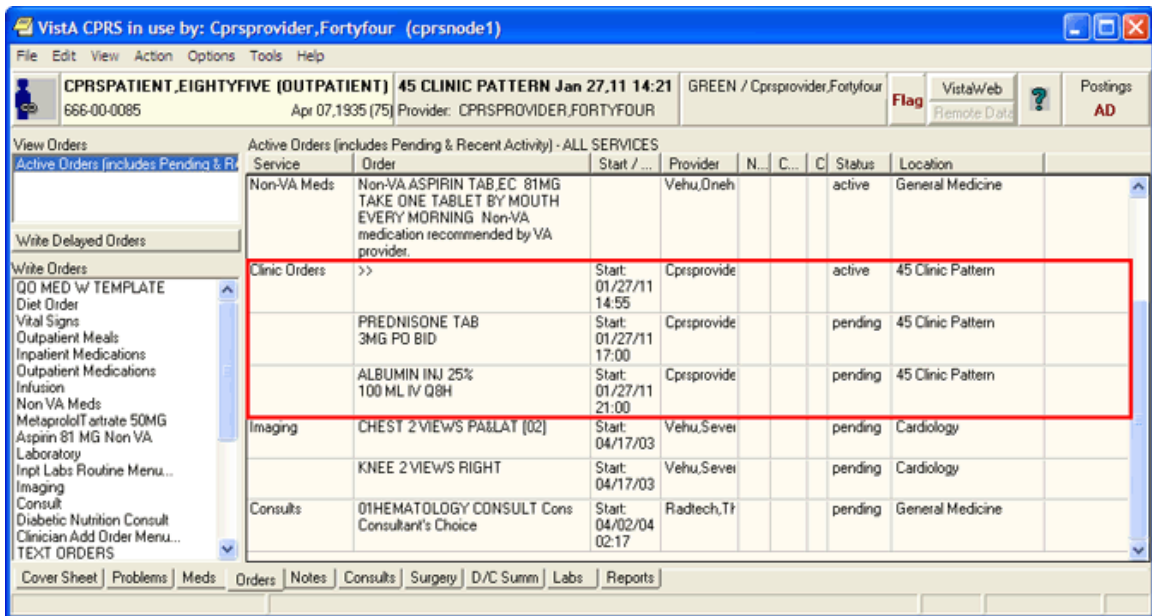 VistA CPRS in use by: Cprsprovider,Fortyfour (cprsnode1)
File Edit View Action Options Tools Help
CPRSPATIENT,EIGHTYFIVE (OUTPATIENT) 45 CLINIC PATTERN Jan 27,11 14:21 GREEN / Cprsprovider,Fortyfour Flag VistaWeb ? Postings
666-00-0085 Apr 07,1935 (75) Provider: CPRSPROVIDER,FORTYFOUR Remote Data AD
View Orders
Active Orders (includes Pending & Re
Write Delayed Orders
Write Orders
QO MED W TEMPLATE
Diet Order
Vital Signs
Outpatient Meals
Inpatient Medications
Outpatient Medications
Infusion
Non VA Meds
MetaprololTartrate 50MG
Aspirin 81 MG Non VA
Laboratory
Inpt Labs Routine Menu...
Imaging
Consult
Diabetic Nutrition Consult
Clinician Add Order Menu...
TEXT ORDERS
Active Orders (includes Pending & Recent Activity) - ALL SERVICES
Service Order Start / ... Provider N... C... C Status Location
Non-VA Meds Non-VA ASPIRIN TAB,EC 81MG Vehu,Oneh active General Medicine
TAKE ONE TABLET BY MOUTH
EVERY MORNING Non-VA
medication recommended by VA
provider.
Clinic Orders >> Start: Cprsprovide active 45 Clinic Pattern
01/27/11
14:55
PREDNISONE TAB Start: Cprsprovide pending 45 Clinic Pattern
3MG PO BID 01/27/11
17:00
ALBUMIN INJ 25% Start: Cprsprovide pending 45 Clinic Pattern
100 ML IV Q8H 01/27/11
21:00
Imaging CHEST 2 VIEWS PA&LAT [02] Start: Vehu,Sever pending Cardiology
04/17/03
KNEE 2 VIEWS RIGHT Start: Vehu,Sever pending Cardiology
04/17/03
Consults 01HEMATOLOGY CONSULT Cons Start: Radtech,Th pending General Medicine
Consultant's Choice 04/02/04
02:17
Cover Sheet Problems Meds Orders Notes Consults Surgery D/C Summ Labs Reports